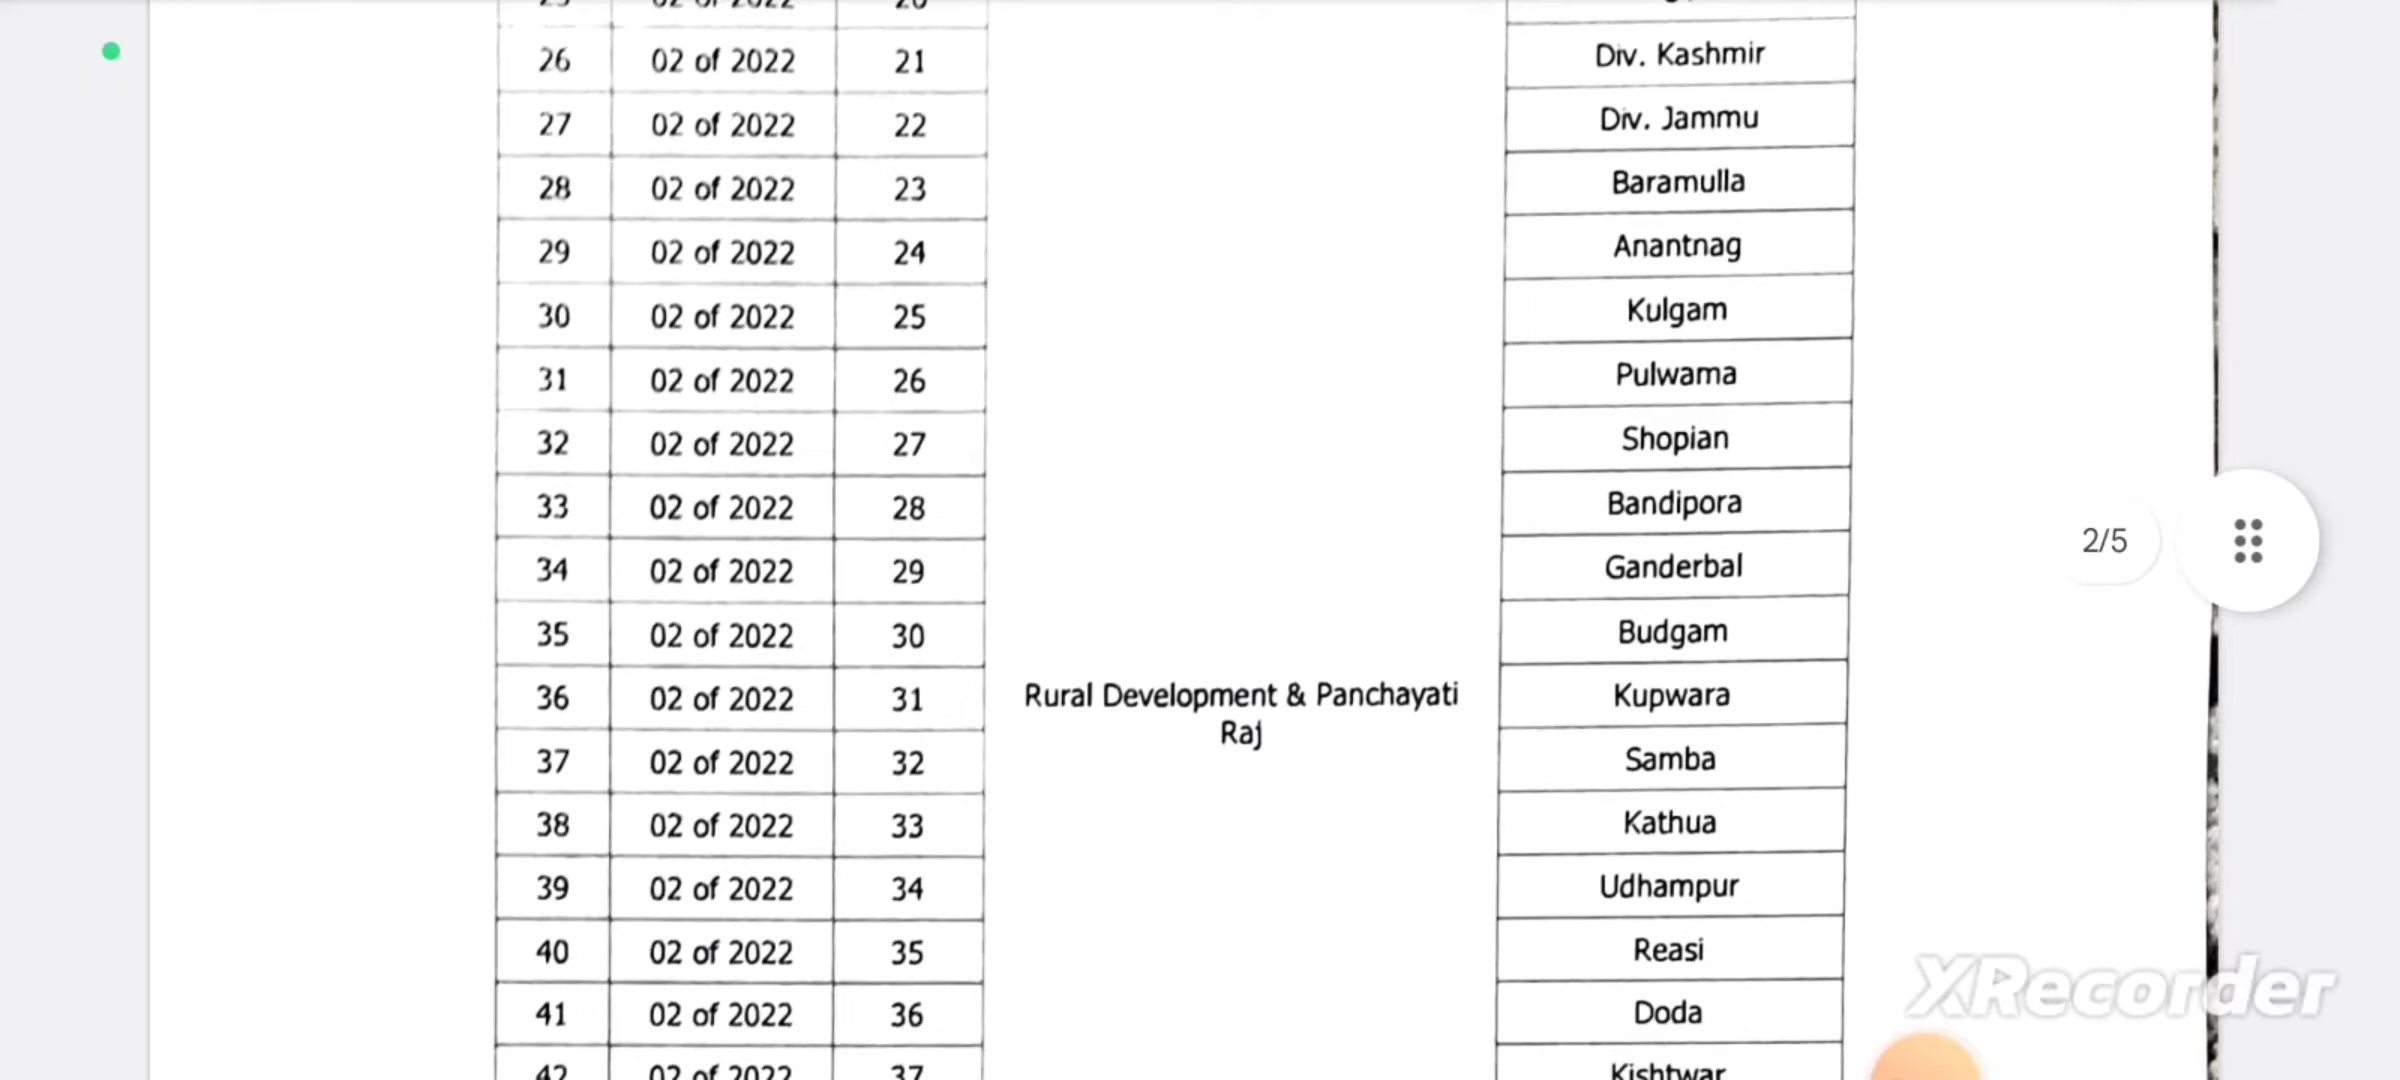 26 02 of 2022 21 Div. Kashmir
27 02 of 2022 22 Div. Jammu
28 02 of 2022 23 Baramulla
29 02 of 2022 24 Anantnag
30 02 of 2022 25 Kulgam
31 02 of 2022 26 Pulwama
32 02 of 2022 27 Shopian
33 02 of 2022 28 Bandipora
2/5
34 02 of 2022 29 Ganderbal
35 02 of 2022 30 Budgam
36 02 of 2022 31 Rural Development & Panchayati Kupwara
Raj
37 02 of 2022 32 Samba
38 02 of 2022 33 Kathua
39 02 of 2022 34 Udhampur
40 02 of 2022 35 Reasi
XRecorder
41 02 of 2022 36 Doda
42 02 of 2022 37 Kishtwar